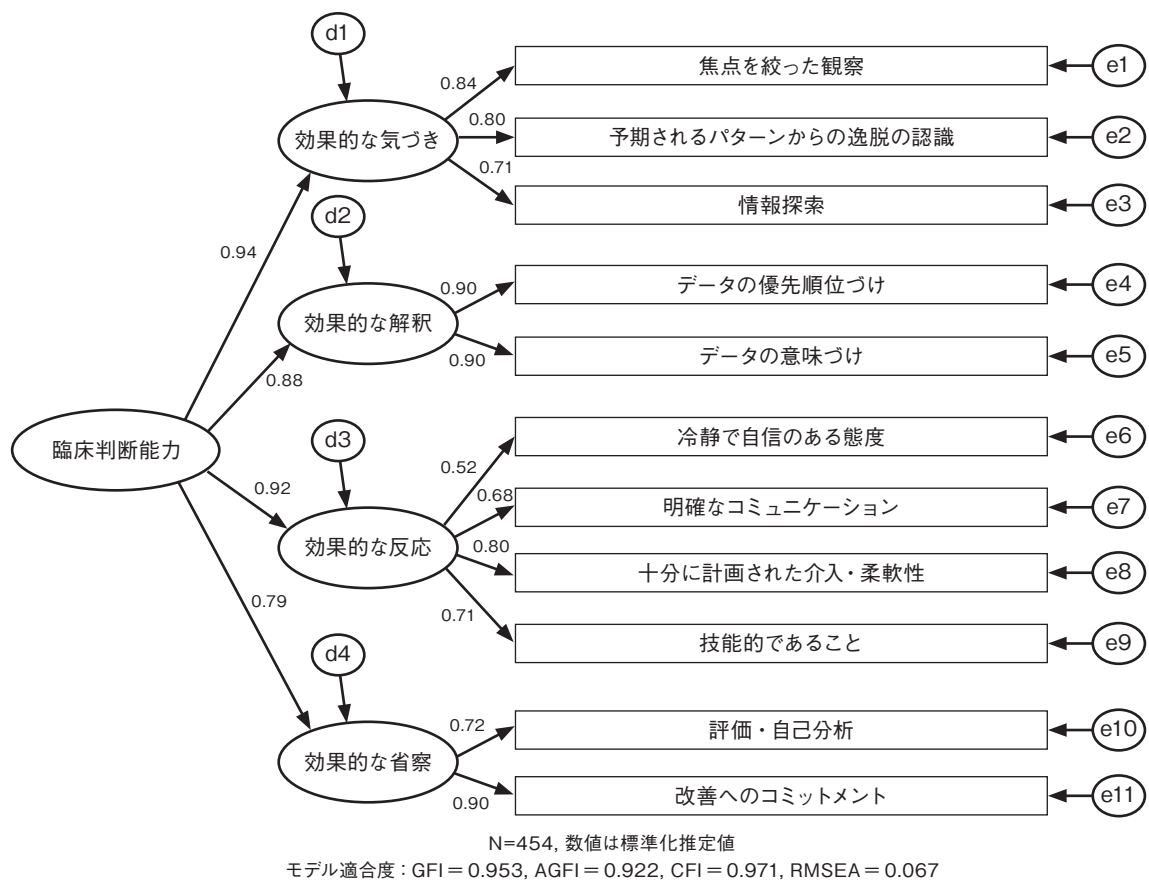 d1
焦点を絞った観察
e1
0.84
効果的な気づき
0.80
予期されるパターンからの逸脱の認識
e2
0.71
情報探索
e3
d2
0.94
効果的な解釈
0.90
データの優先順位づけ
e4
0.90
データの意味づけ
e5
0.88
臨床判断能力
d3
冷静で自信のある態度
e6
0.52
0.92
0.68
明確なコミュニケーション
e7
効果的な反応
0.80
十分に計画された介入・柔軟性
e8
0.79
0.71
技能的であること
e9
d4
0.72
評価・自己分析
e10
効果的な省察
0.90
改善へのコミットメント
e11
N=454, 数値は標準化推定値
モデル適合度：GFI＝0.953, AGFI＝0.922, CFI＝0.971, RMSEA＝0.067